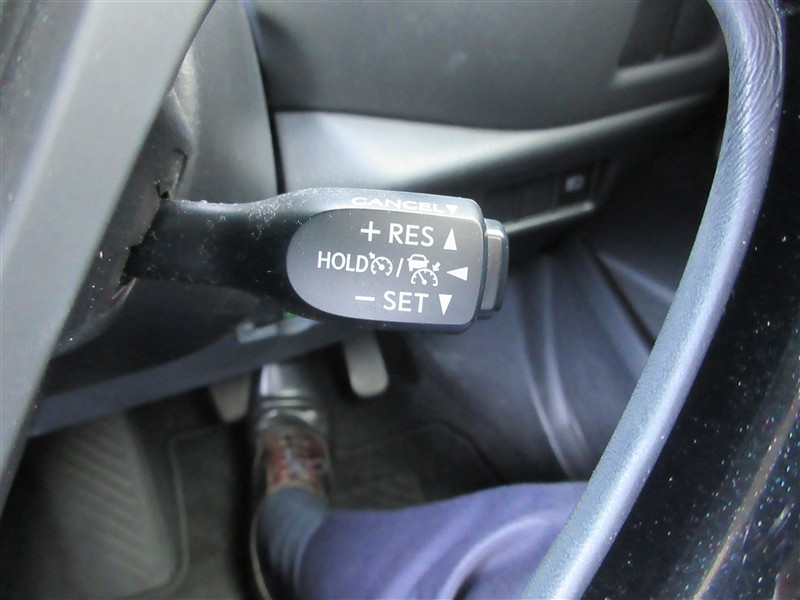 CANCEL▼
+ RES ▲
HOLD / ◀
− SET ▼